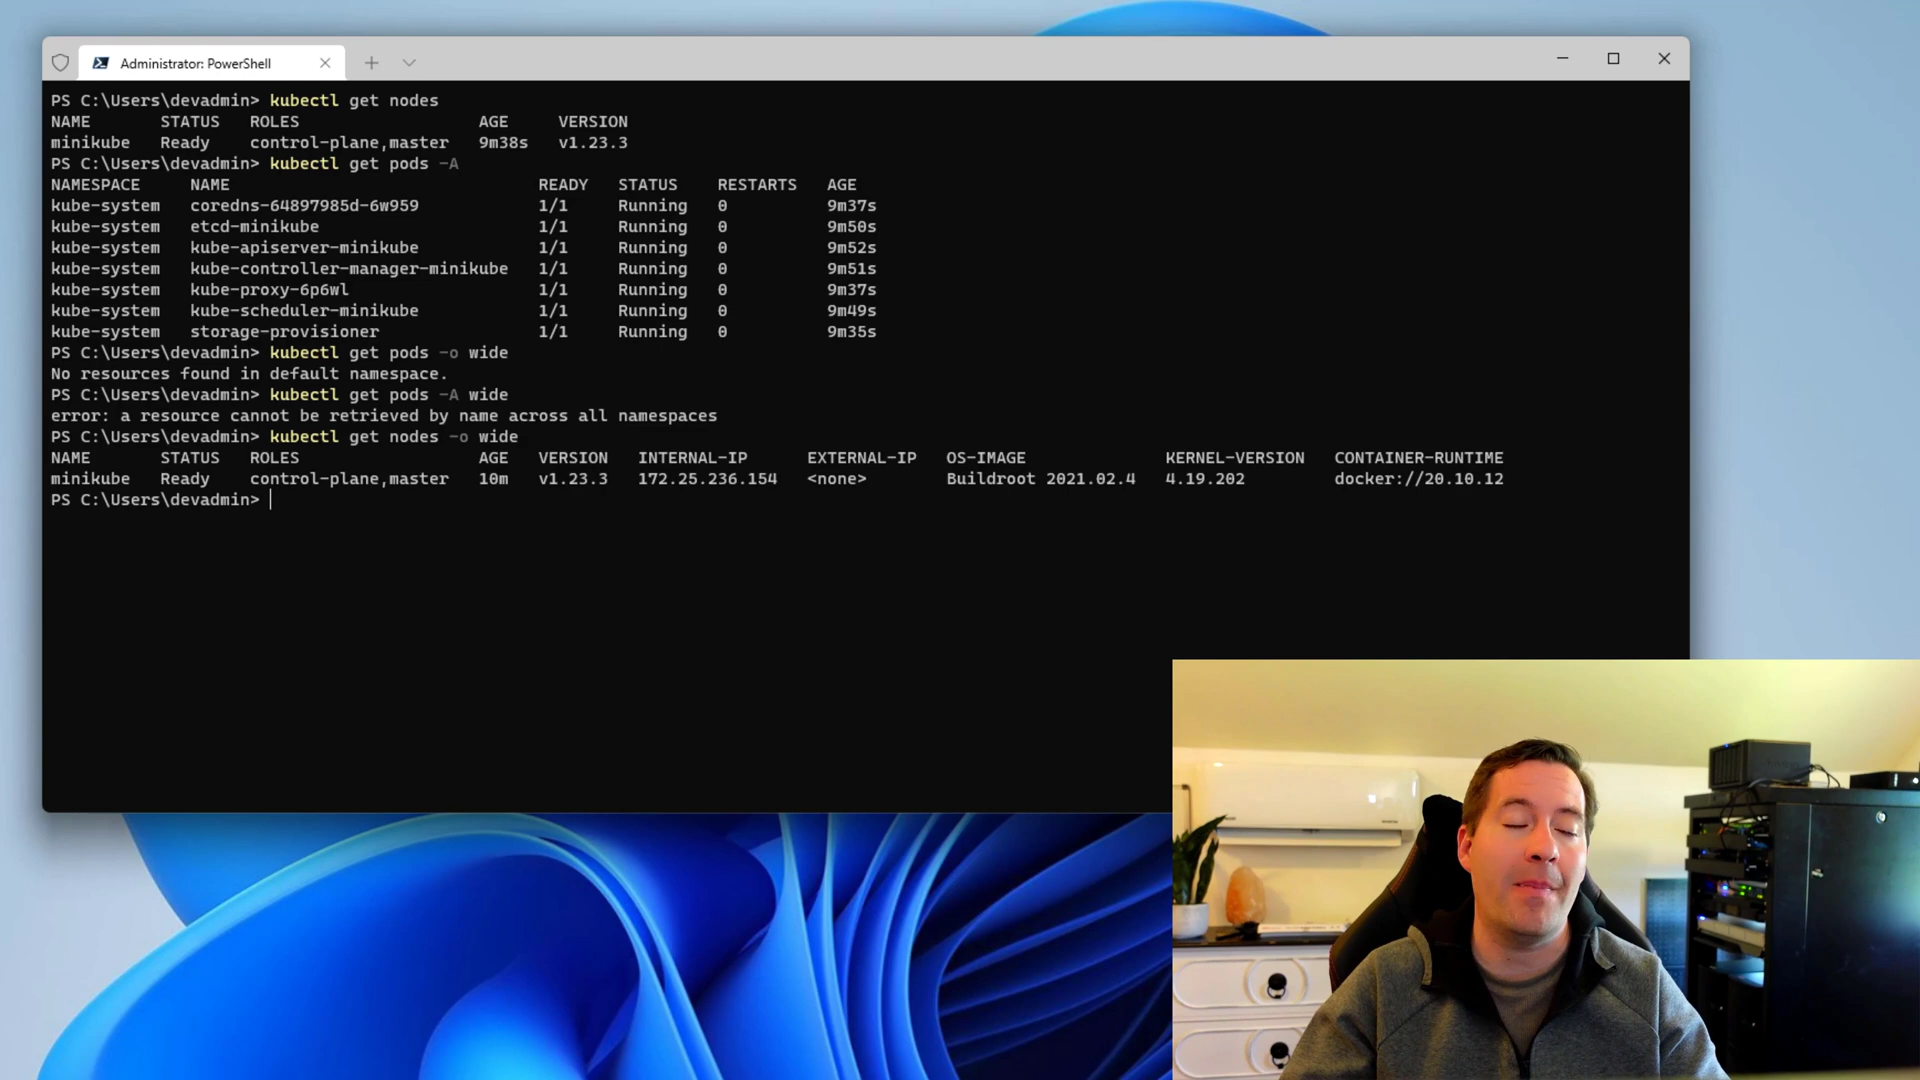 Administrator: PowerShell
PS C:\Users\devadmin> kubectl get nodes
NAME STATUS ROLES AGE VERSION
minikube Ready control-plane,master 9m38s v1.23.3
PS C:\Users\devadmin> kubectl get pods -A
NAMESPACE NAME READY STATUS RESTARTS AGE
kube-system coredns-64897985d-6w959 1/1 Running 0 9m37s
kube-system etcd-minikube 1/1 Running 0 9m50s
kube-system kube-apiserver-minikube 1/1 Running 0 9m52s
kube-system kube-controller-manager-minikube 1/1 Running 0 9m51s
kube-system kube-proxy-6p6wl 1/1 Running 0 9m37s
kube-system kube-scheduler-minikube 1/1 Running 0 9m49s
kube-system storage-provisioner 1/1 Running 0 9m35s
PS C:\Users\devadmin> kubectl get pods -o wide
No resources found in default namespace.
PS C:\Users\devadmin> kubectl get pods -A wide
error: a resource cannot be retrieved by name across all namespaces
PS C:\Users\devadmin> kubectl get nodes -o wide
NAME STATUS ROLES AGE VERSION INTERNAL-IP EXTERNAL-IP OS-IMAGE KERNEL-VERSION CONTAINER-RUNTIME
minikube Ready control-plane,master 10m v1.23.3 172.25.236.154 <none> Buildroot 2021.02.4 4.19.202 docker://20.10.12
PS C:\Users\devadmin>